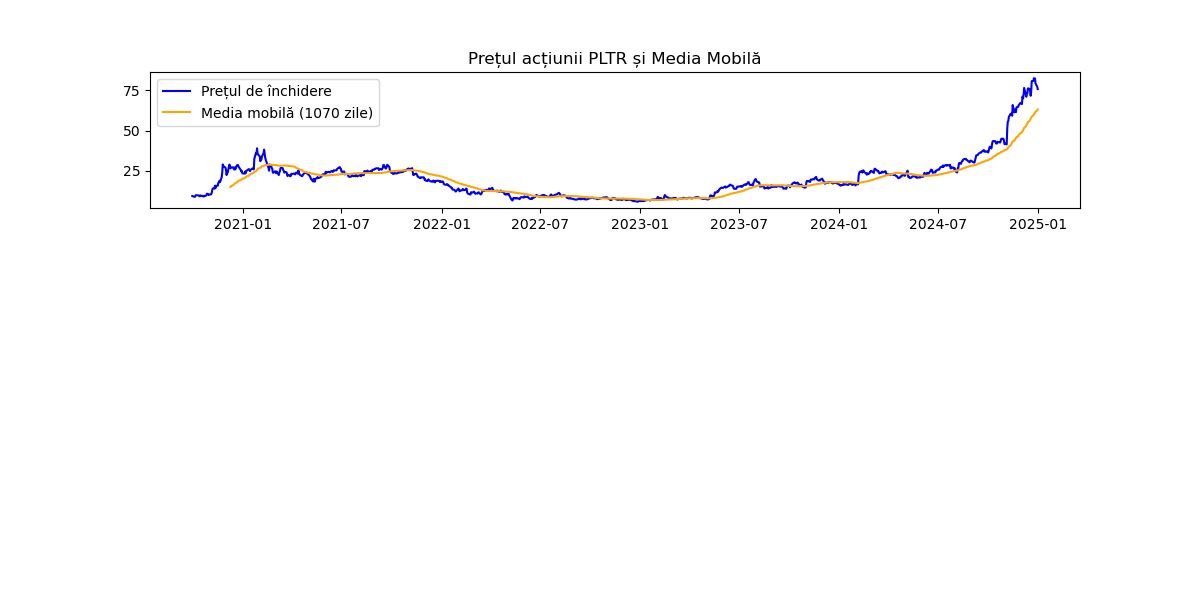 Prețul acțiunii PLTR și Media Mobilă
Prețul de închidere
Media mobilă (1070 zile)
75
50
25
2021-01 2021-07 2022-01 2022-07 2023-01 2023-07 2024-01 2024-07 2025-01